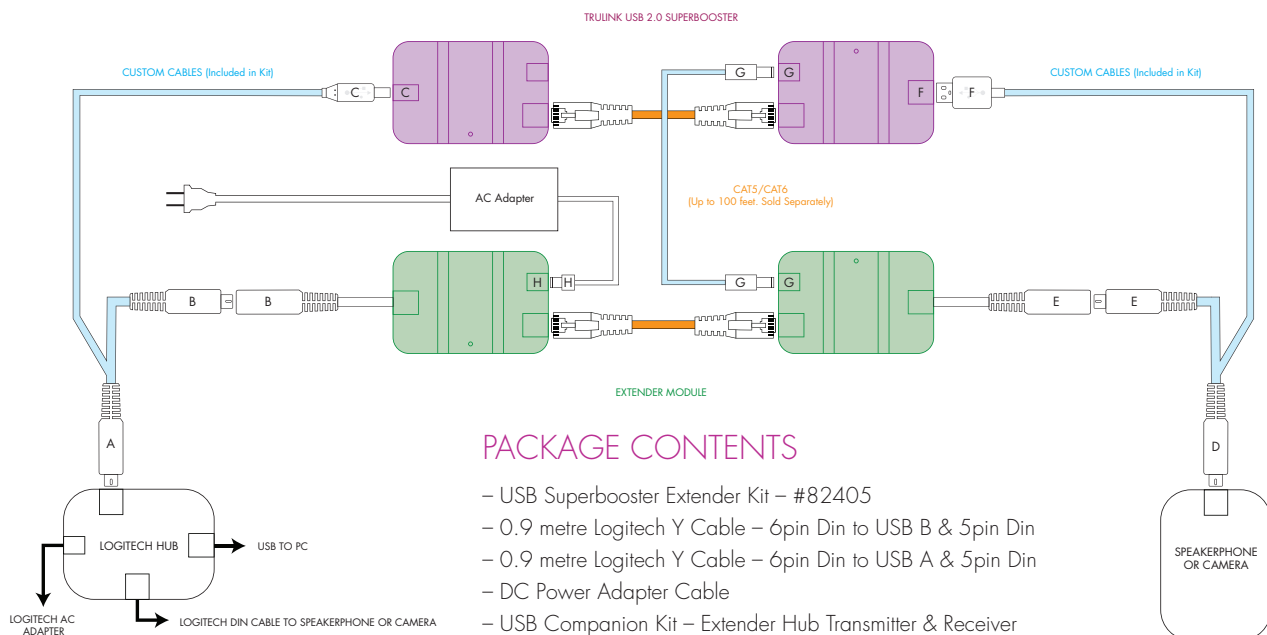 TRULINK USB 2.0 SUPERBOOSTER
CUSTOM CABLES (Included in Kit)
CUSTOM CABLES (Included in Kit)
C
C
G
G
F
F
AC Adapter
CAT5/CAT6
(Up to 100 feet. Sold Separately)
H
H
G
G
B
B
E
E
EXTENDER MODULE
A
D
LOGITECH HUB
USB TO PC
LOGITECH AC
ADAPTER
LOGITECH DIN CABLE TO SPEAKERPHONE OR CAMERA
SPEAKERPHONE
OR CAMERA
PACKAGE CONTENTS
– USB Superbooster Extender Kit – #82405
– 0.9 metre Logitech Y Cable – 6pin Din to USB B & 5pin Din
– 0.9 metre Logitech Y Cable – 6pin Din to USB A & 5pin Din
– DC Power Adapter Cable
– USB Companion Kit – Extender Hub Transmitter & Receiver